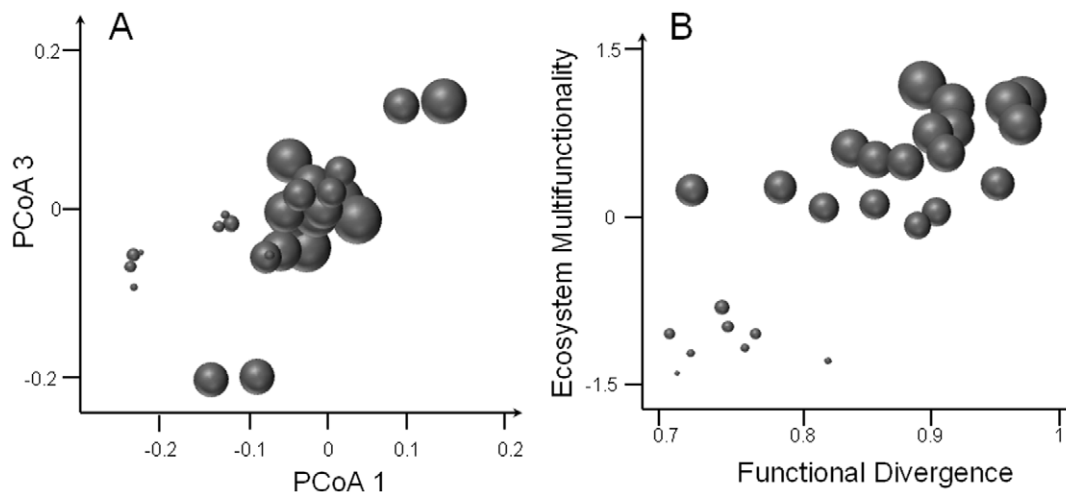 A
0.2
0
-0.2
PCoA 3
-0.2
-0.1
0
0.1
0.2
PCoA 1
B
1.5
0
-1.5
Ecosystem Multifunctionality
0.7
0.8
0.9
1
Functional Divergence